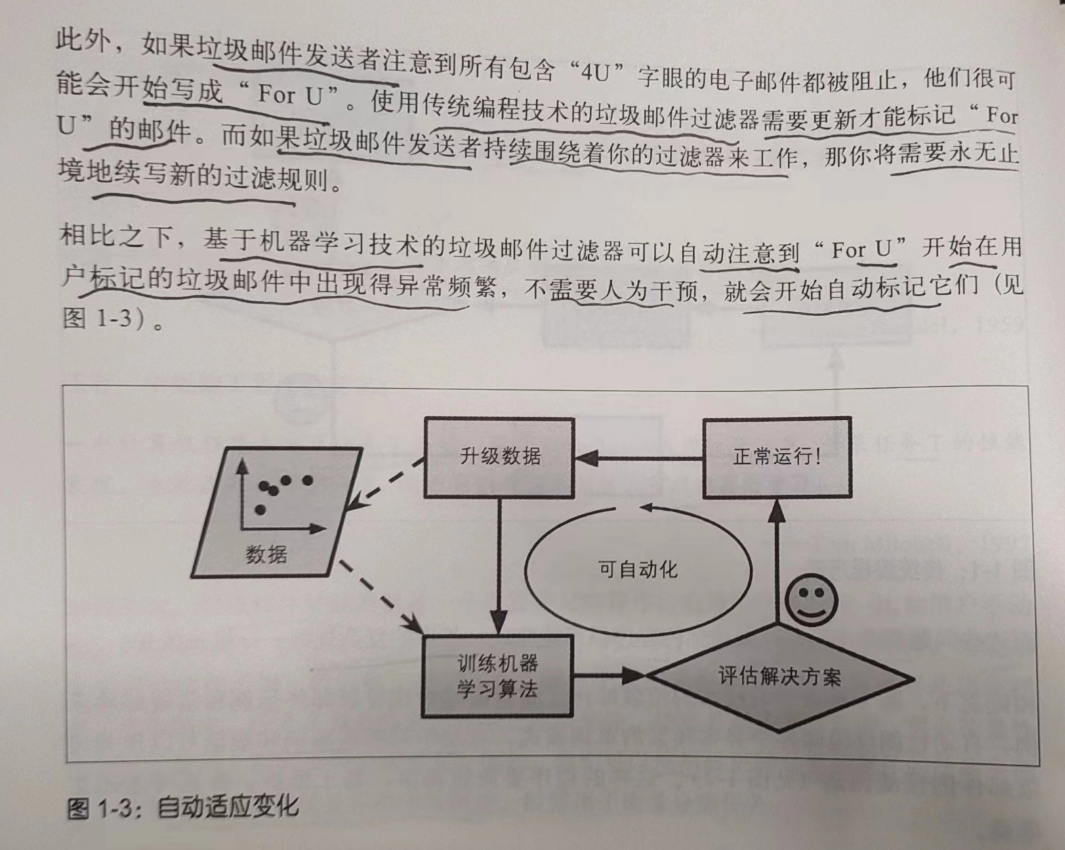 此外，如果垃圾邮件发送者注意到所有包含“4U”字眼的电子邮件都被阻止，他们很可
能会开始写成“For U”。使用传统编程技术的垃圾邮件过滤器需要更新才能标记“For
U”的邮件。而如果垃圾邮件发送者持续围绕着你的过滤器来工作，那你将需要永无止
境地续写新的过滤规则。
相比之下，基于机器学习技术的垃圾邮件过滤器可以自动注意到“For U”开始在用
户标记的垃圾邮件中出现得异常频繁，不需要人为干预，就会开始自动标记它们（见
图 1-3）。
升级数据
正常运行！
数据
可自动化
训练机器
学习算法
评估解决方案
图 1-3：自动适应变化